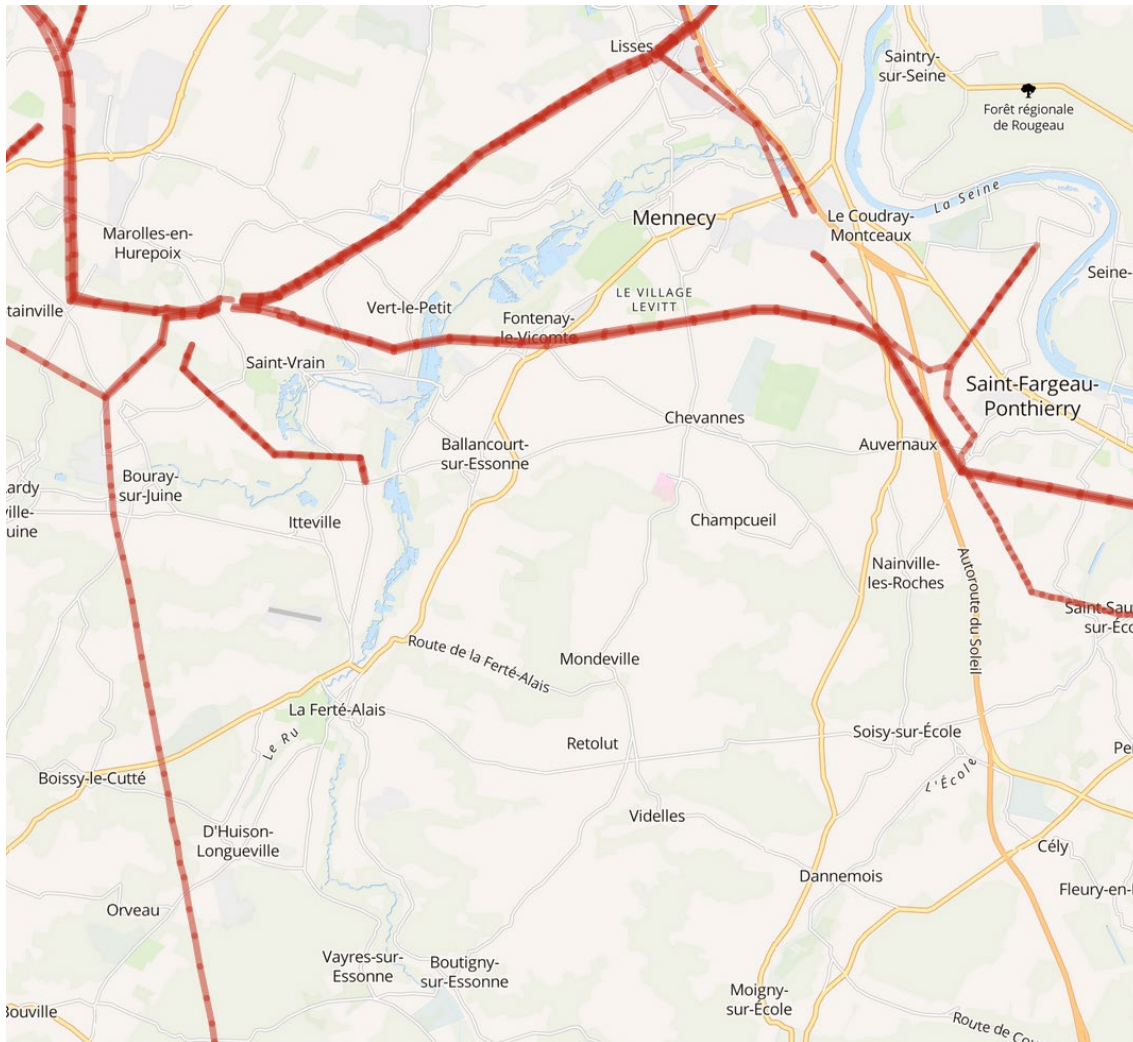 Lisses
Saintry-
sur-Seine
Forêt régionale
de Rougeau
La Seine
Mennecy
Le Coudray-
Montceaux
Marolles-en-
Hurepoix
Seine-
LE VILLAGE
LEVITT
tainville
Vert-le-Petit
Fontenay-
le-Vicomte
Saint-Vrain
Saint-Fargeau-
Ponthierry
Chevannes
Ballancourt-
sur-Essonne
Auvernaux
Bouray-
sur-Juine
ardy
ville-
uine
Itteville
Champcueil
Nainville-
les-Roches
Autoroute du Soleil
Saint-Sau
sur-Éco
Route de la Ferté-Alais
Mondeville
La Ferté-Alais
Le Ru
Retolut
Soisy-sur-École
Pe
Boissy-le-Cutté
L'École
Videlles
D'Huison-
Longueville
Cély
Dannemois
Fleury-en-
Orveau
Vayres-sur-
Essonne
Boutigny-
sur-Essonne
Moigny-
sur-École
Bouville
Route de Cou